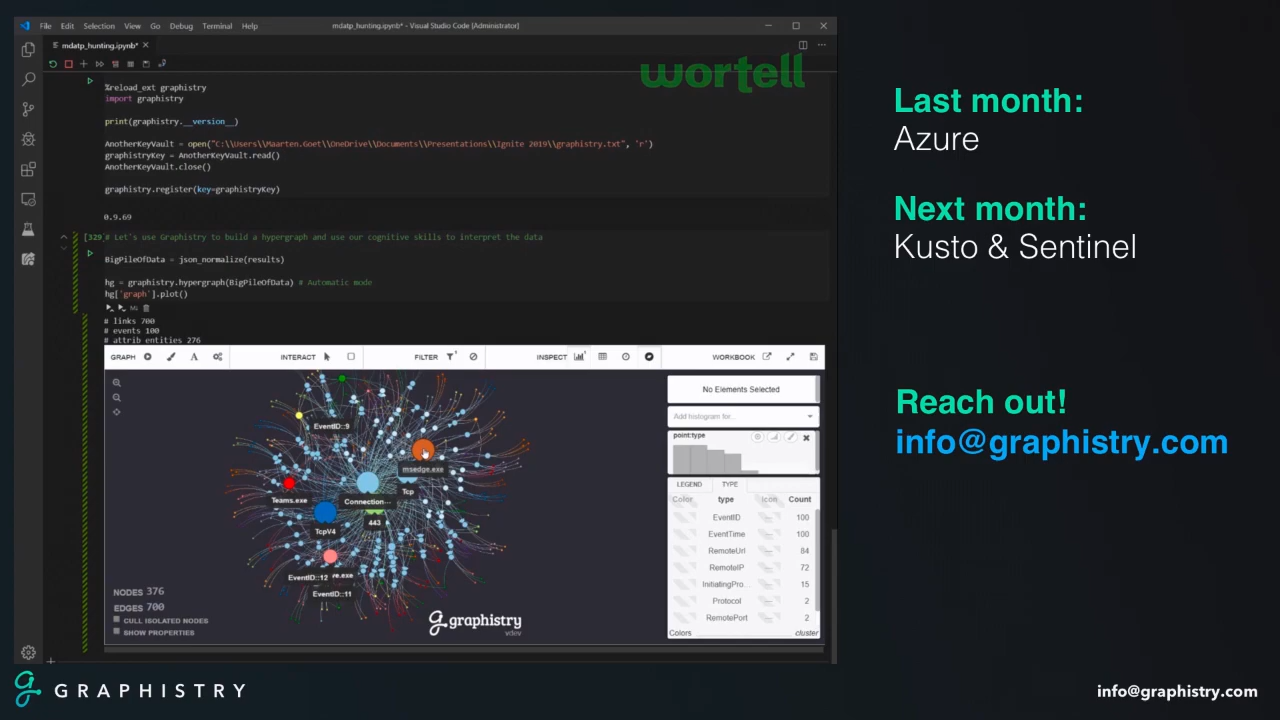 File Edit Selection View Go Debug Terminal Help
mdatp_hunting.ipynb* - Visual Studio Code [Administrator]
mdatp_hunting.ipynb*
wortell
%reload_ext graphistry
import graphistry
print(graphistry.__version__)
AnotherKeyVault = open("C:\\Users\\Maarten.Goet\\OneDrive\\Documents\\Presentations\\Ignite 2019\\graphistry.txt", 'r')
graphistryKey = AnotherKeyVault.read()
AnotherKeyVault.close()
graphistry.register(key=graphistryKey)
0.9.69
[329 # Let's use Graphistry to build a hypergraph and use our cognitive skills to interpret the data
BigPileOfData = json_normalize(results)
hg = graphistry.hypergraph(BigPileOfData) # Automatic mode
hg['graph'].plot()
# links 700
# events 100
# attrib entities 276
GRAPH INTERACT FILTER INSPECT WORKBOOK
EventID::9
msedge.exe
Tcp
Teams.exe
Connection···
443
TcpV4
EventID::12 re.exe
EventID::11
NODES 376
EDGES 700
CULL ISOLATED NODES
SHOW PROPERTIES
graphistry
vdev
No Elements Selected
Add histogram for...
point:type
LEGEND TYPE
Color type Icon Count
EventID 100
EventTime 100
RemoteUrl 84
RemoteIP 72
InitiatingPro... 15
Protocol 2
RemotePort 2
Colors cluster
Last month:
Azure
Next month:
Kusto & Sentinel
Reach out!
info@graphistry.com
GRAPHISTRY
info@graphistry.com